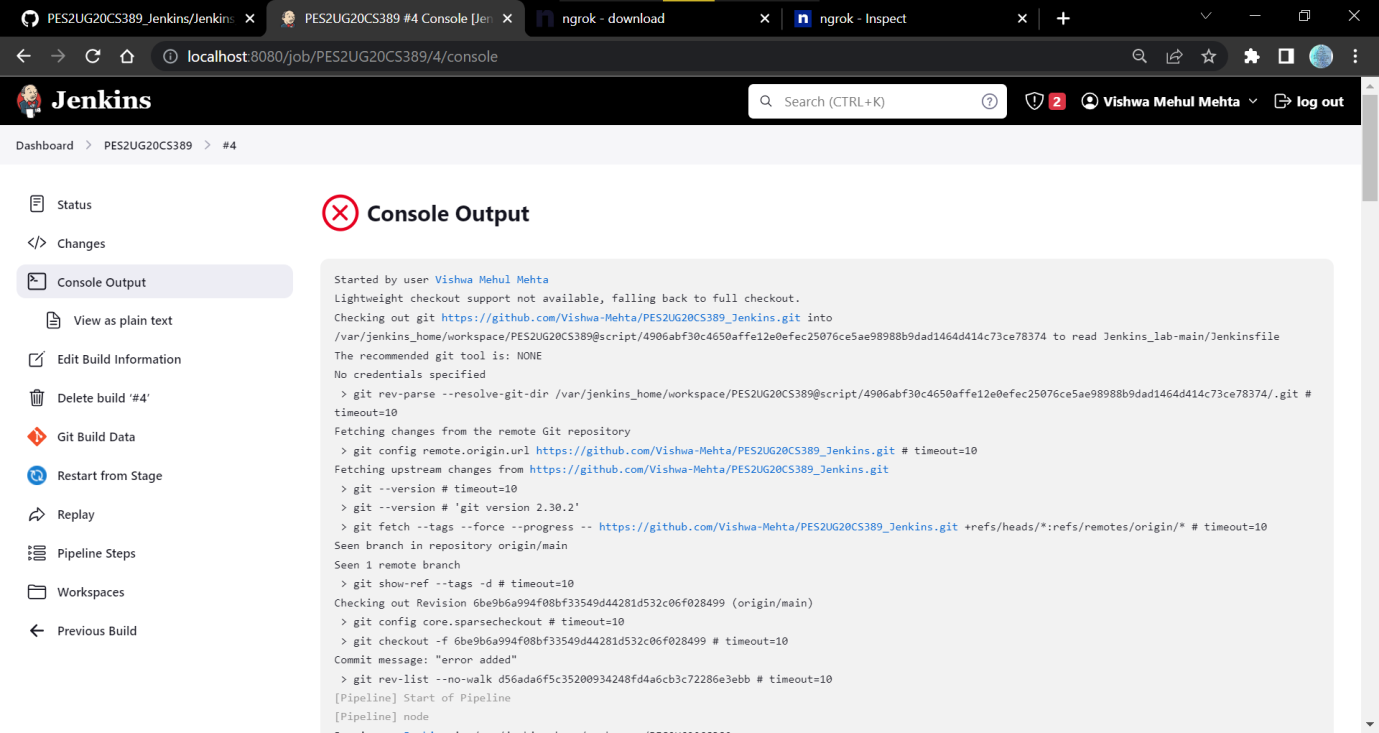 PES2UG20CS389_Jenkins/Jenkins
PES2UG20CS389 #4 Console [Jen
ngrok - download
ngrok - Inspect
localhost:8080/job/PES2UG20CS389/4/console
Jenkins
Search (CTRL+K)
2
Vishwa Mehul Mehta
log out
Dashboard
PES2UG20CS389
#4
Status
Changes
Console Output
View as plain text
Edit Build Information
Delete build ‘#4’
Git Build Data
Restart from Stage
Replay
Pipeline Steps
Workspaces
Previous Build
Console Output
Started by user Vishwa Mehul Mehta
Lightweight checkout support not available, falling back to full checkout.
Checking out git https://github.com/Vishwa-Mehta/PES2UG20CS389_Jenkins.git into
/var/jenkins_home/workspace/PES2UG20CS389@script/4906abf30c4650affe12e0efec25076ce5ae98988b9dad1464d414c73ce78374 to read Jenkins_lab-main/Jenkinsfile
The recommended git tool is: NONE
No credentials specified
> git rev-parse --resolve-git-dir /var/jenkins_home/workspace/PES2UG20CS389@script/4906abf30c4650affe12e0efec25076ce5ae98988b9dad1464d414c73ce78374/.git #
timeout=10
Fetching changes from the remote Git repository
> git config remote.origin.url https://github.com/Vishwa-Mehta/PES2UG20CS389_Jenkins.git # timeout=10
Fetching upstream changes from https://github.com/Vishwa-Mehta/PES2UG20CS389_Jenkins.git
> git --version # timeout=10
> git --version # 'git version 2.30.2'
> git fetch --tags --force --progress -- https://github.com/Vishwa-Mehta/PES2UG20CS389_Jenkins.git +refs/heads/*:refs/remotes/origin/* # timeout=10
Seen branch in repository origin/main
Seen 1 remote branch
> git show-ref --tags -d # timeout=10
Checking out Revision 6be9b6a994f08bf33549d44281d532c06f028499 (origin/main)
> git config core.sparsecheckout # timeout=10
> git checkout -f 6be9b6a994f08bf33549d44281d532c06f028499 # timeout=10
Commit message: "error added"
> git rev-list --no-walk d56ada6f5c35200934248fd4a6cb3c72286e3ebb # timeout=10
[Pipeline] Start of Pipeline
[Pipeline] node